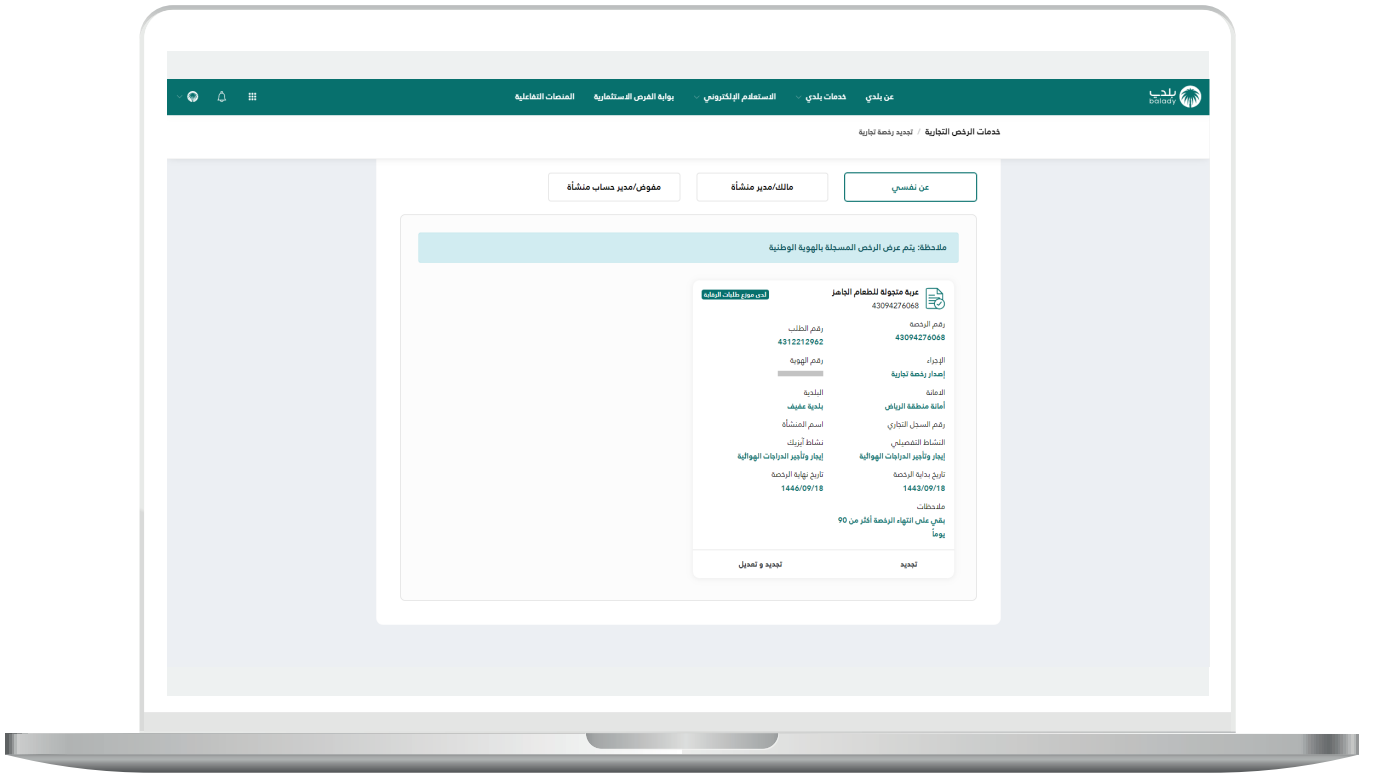 بلدي
balady
عن بلدي
خدمات بلدي
الاستعلام الإلكتروني
بوابة الفرص الاستثمارية
المنصات التفاعلية
خدمات الرخص التجارية / تجديد رخصة تجارية
عن نفسي
مالك/مدير منشأة
مفوض/مدير حساب منشأة
ملاحظة: يتم عرض الرخص المسجلة بالهوية الوطنية
عربة متجولة للطعام الجاهز
لدى موزع طلبات الرقابة
43094276068
رقم الرخصة
43094276068
رقم الطلب
4312212962
الإجراء
إصدار رخصة تجارية
رقم الهوية
الامانة
أمانة منطقة الرياض
البلدية
بلدية عفيف
رقم السجل التجاري
اسم المنشأة
النشاط التفصيلي
إيجار وتأجير الدراجات الهوائية
نشاط آيزيك
إيجار وتأجير الدراجات الهوائية
تاريخ بداية الرخصة
1443/09/18
تاريخ نهاية الرخصة
1446/09/18
ملاحظات
بقي على انتهاء الرخصة أكثر من 90
يوماً
تجديد
تجديد و تعديل